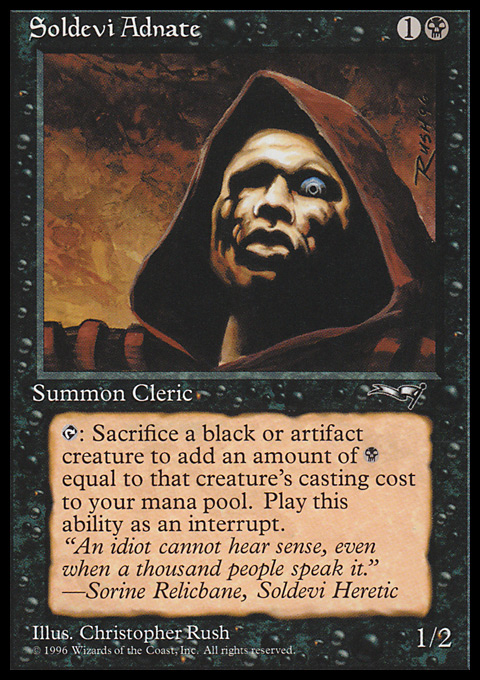 Soldevi Adnate 1
RUSH 96
Summon Cleric
: Sacrifice a black or artifact
creature to add an amount of
equal to that creature's casting cost
to your mana pool. Play this
ability as an interrupt.
"An idiot cannot hear sense, even
when a thousand people speak it."
—Sorine Relicbane, Soldevi Heretic
Illus. Christopher Rush
© 1996 Wizards of the Coast, Inc. All rights reserved.
1/2